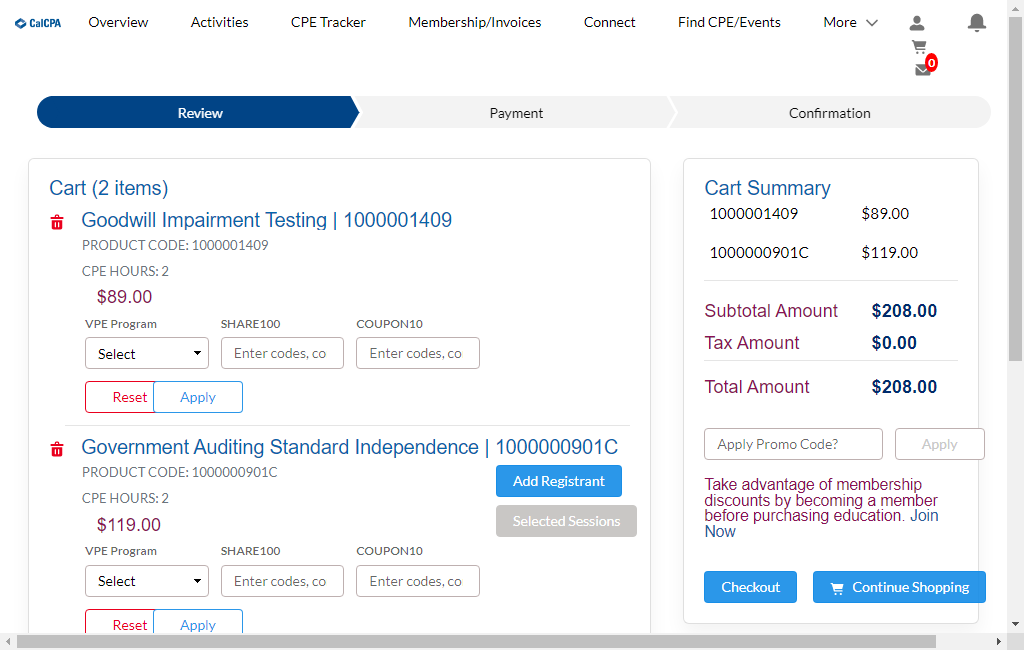 CalCPA Overview Activities CPE Tracker Membership/Invoices Connect Find CPE/Events More
0
Review Payment Confirmation
Cart (2 items)
Goodwill Impairment Testing | 1000001409
PRODUCT CODE: 1000001409
CPE HOURS: 2
$89.00
VPE Program SHARE100 COUPON10
Select Enter codes, co Enter codes, co
Reset Apply
Government Auditing Standard Independence | 1000000901C
PRODUCT CODE: 1000000901C
Add Registrant
CPE HOURS: 2
Selected Sessions
$119.00
VPE Program SHARE100 COUPON10
Select Enter codes, co Enter codes, co
Reset Apply
Cart Summary
1000001409 $89.00
1000000901C $119.00
Subtotal Amount $208.00
Tax Amount $0.00
Total Amount $208.00
Apply Promo Code? Apply
Take advantage of membership
discounts by becoming a member
before purchasing education. Join
Now
Checkout Continue Shopping